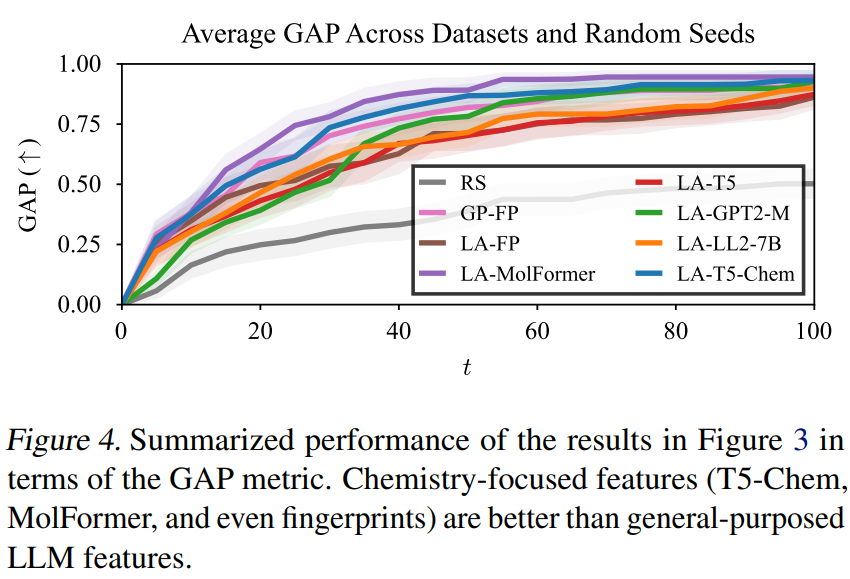 Average GAP Across Datasets and Random Seeds
GAP (↑)
1.00
0.75
0.50
0.25
0.00
RS
LA-T5
GP-FP
LA-GPT2-M
LA-FP
LA-LL2-7B
LA-MolFormer
LA-T5-Chem
0 20 40 60 80 100
t
Figure 4. Summarized performance of the results in Figure 3 in
terms of the GAP metric. Chemistry-focused features (T5-Chem,
MolFormer, and even fingerprints) are better than general-purposed
LLM features.